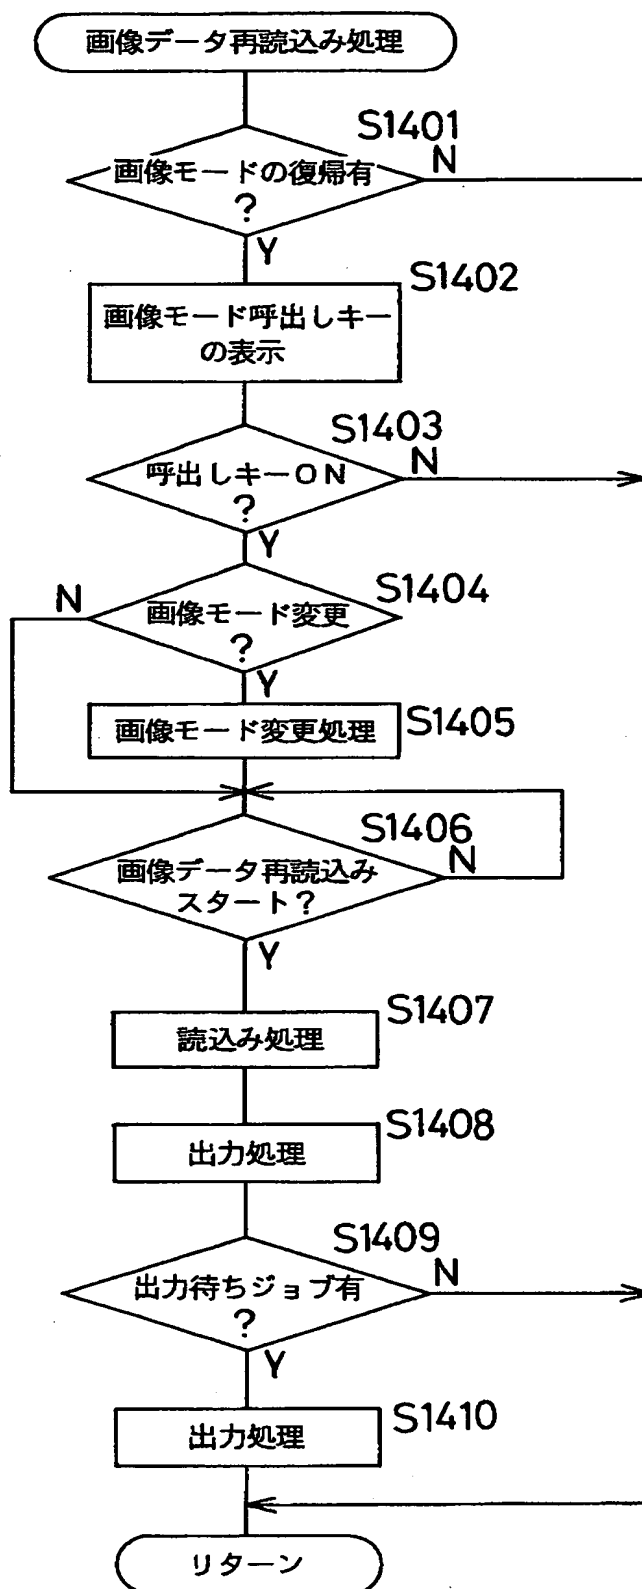 画像データ再読込み処理
S1401
画像モードの復帰有
?
N
Y
S1402
画像モード呼出しキー
の表示
S1403
呼出しキーON
?
N
Y
S1404
画像モード変更
?
N
Y
S1405
画像モード変更処理
S1406
画像データ再読込み
スタート?
N
Y
S1407
読込み処理
S1408
出力処理
S1409
出力待ちジョブ有
?
N
Y
S1410
出力処理
リターン